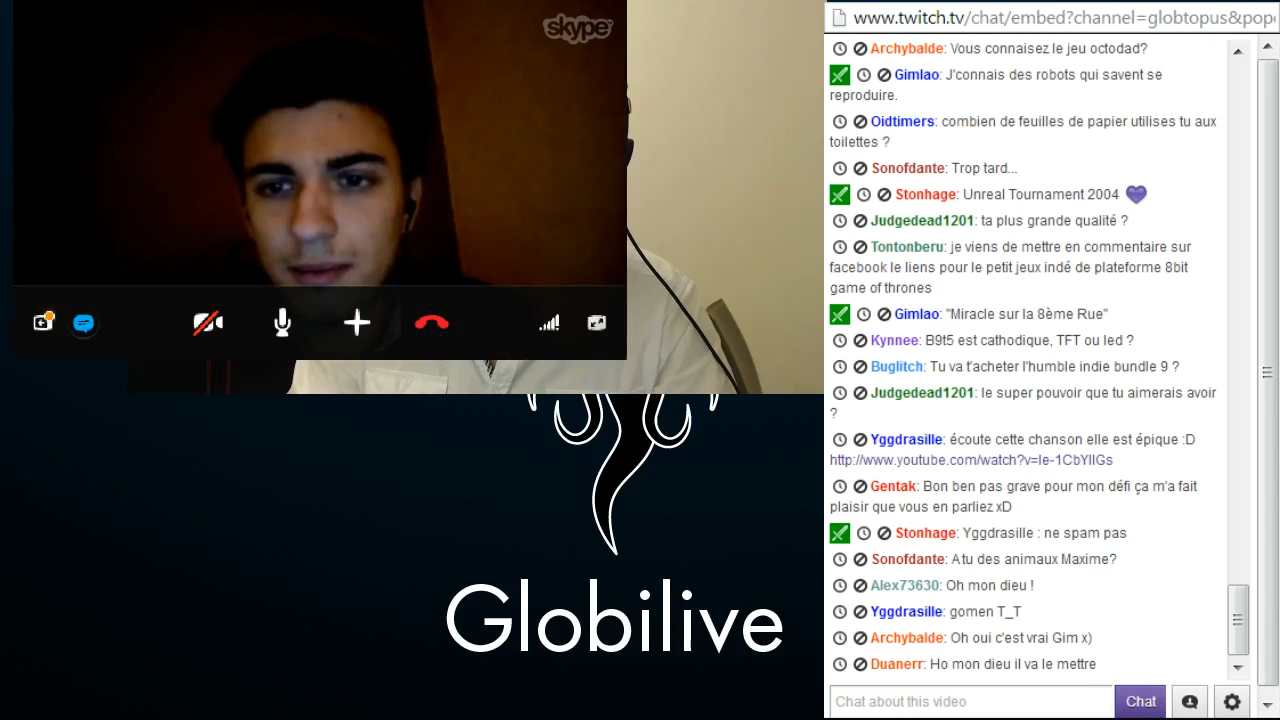 skype
www.twitch.tv/chat/embed?channel=globtopus&pop
Archybalde: Vous connaisez le jeu octodad?
Gimlao: J'connais des robots qui savent se
reproduire.
Oidtimers: combien de feuilles de papier utilises tu aux
toilettes ?
Sonofdante: Trop tard...
Stonhage: Unreal Tournament 2004
Judgedead1201: ta plus grande qualité ?
Tontonberu: je viens de mettre en commentaire sur
facebook le liens pour le petit jeux indé de plateforme 8bit
game of thrones
Gimlao: "Miracle sur la 8ème Rue"
Kynnee: B9t5 est cathodique, TFT ou led ?
Buglitch: Tu va t'acheter l'humble indie bundle 9 ?
Judgedead1201: le super pouvoir que tu aimerais avoir
?
Yggdrasille: écoute cette chanson elle est épique :D
Gentak: Bon ben pas grave pour mon défi ça m'a fait
plaisir que vous en parliez xD
Stonhage: Yggdrasille : ne spam pas
Sonofdante: A tu des animaux Maxime?
Alex73630: Oh mon dieu !
Yggdrasille: gomen T_T
Archybalde: Oh oui c'est vrai Gim x)
Duanerr: Ho mon dieu il va le mettre
Chat about this video
Chat
Globilive